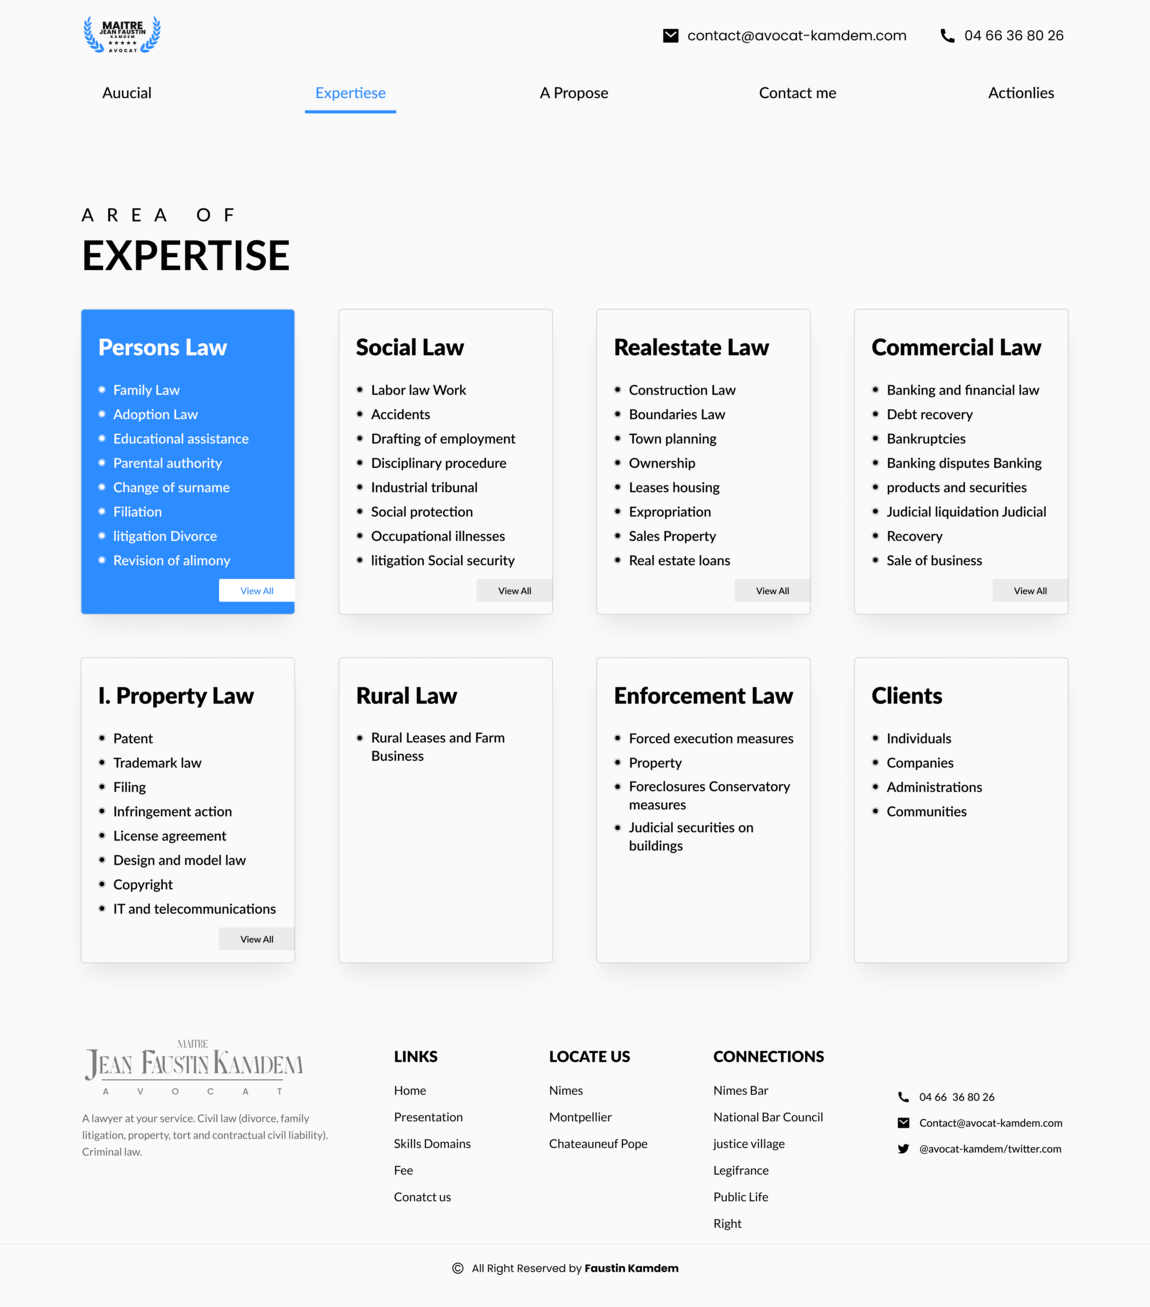 MAITRE
JEAN FAUSTIN
KAMDEM
AVOCAT
contact@avocat-kamdem.com
04 66 36 80 26
Auucial
Expertiese
A Propose
Contact me
Actionlies
AREA OF
EXPERTISE
Persons Law
Family Law
Adoption Law
Educational assistance
Parental authority
Change of surname
Filiation
litigation Divorce
Revision of alimony
View All
Social Law
Labor law Work
Accidents
Drafting of employment
Disciplinary procedure
Industrial tribunal
Social protection
Occupational illnesses
litigation Social security
View All
Realestate Law
Construction Law
Boundaries Law
Town planning
Ownership
Leases housing
Expropriation
Sales Property
Real estate loans
View All
Commercial Law
Banking and financial law
Debt recovery
Bankruptcies
Banking disputes Banking
products and securities
Judicial liquidation Judicial
Recovery
Sale of business
View All
I. Property Law
Patent
Trademark law
Filing
Infringement action
License agreement
Design and model law
Copyright
IT and telecommunications
View All
Rural Law
Rural Leases and Farm
Business
Enforcement Law
Forced execution measures
Property
Foreclosures Conservatory
measures
Judicial securities on
buildings
Clients
Individuals
Companies
Administrations
Communities
MAITRE
JEAN FAUSTIN KAMDEM
AVOCAT
A lawyer at your service. Civil law (divorce, family
litigation, property, tort and contractual civil liability).
Criminal law.
LINKS
Home
Presentation
Skills Domains
Fee
Conatct us
LOCATE US
Nimes
Montpellier
Chateauneuf Pope
CONNECTIONS
Nimes Bar
National Bar Council
justice village
Legifrance
Public Life
Right
04 66 36 80 26
Contact@avocat-kamdem.com
@avocat-kamdem/twitter.com
© All Right Reserved by Faustin Kamdem